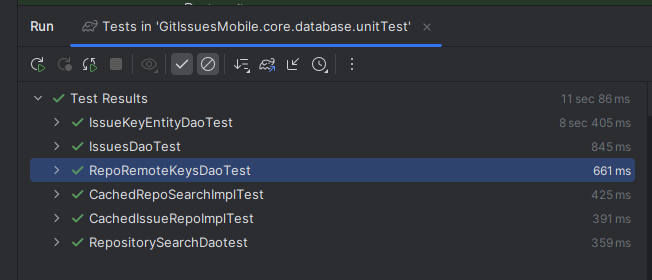 Run Tests in 'GitIssuesMobile.core.database.unitTest'
Test Results 11 sec 86 ms
IssueKeyEntityDaoTest 8 sec 405 ms
IssuesDaoTest 845 ms
RepoRemoteKeysDaoTest 661 ms
CachedRepoSearchImplTest 425 ms
CachedIssueRepoImplTest 391 ms
RepositorySearchDaotest 359 ms